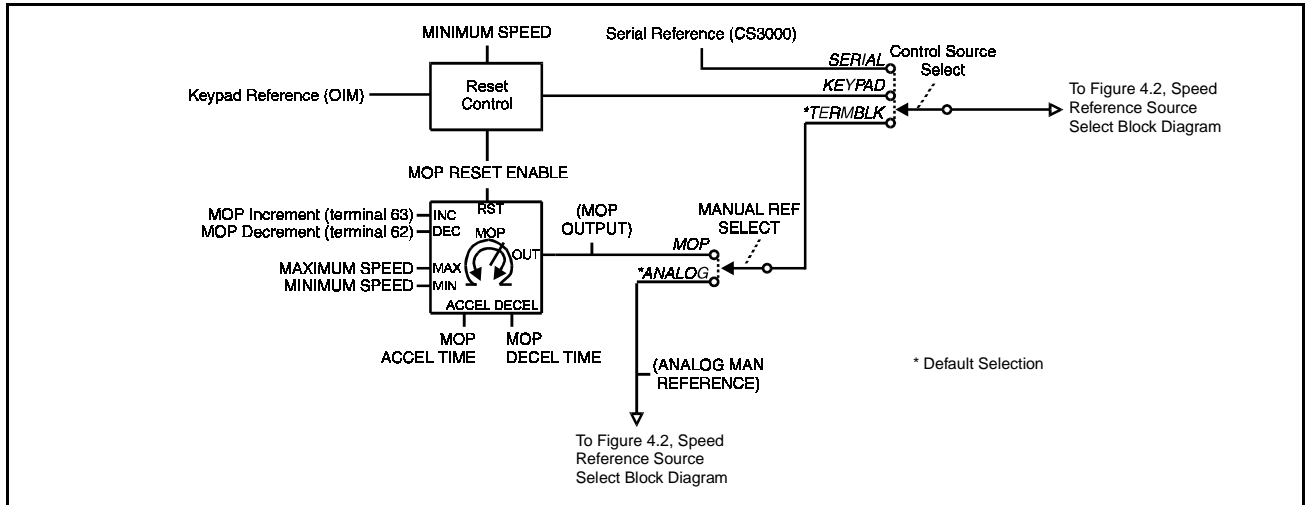 MINIMUM SPEED
Serial Reference (CS3000)
SERIAL
Control Source
Select
Keypad Reference (OIM)
Reset
Control
KEYPAD
*TERMBLK
To Figure 4.2, Speed
Reference Source
Select Block Diagram
MOP RESET ENABLE
MOP Increment (terminal 63)
INC
RST
MOP Decrement (terminal 62)
DEC
MOP
OUT
(MOP
OUTPUT)
MANUAL REF
SELECT
MOP
*ANALOG
MAXIMUM SPEED
MAX
MINIMUM SPEED
MIN
ACCEL DECEL
MOP
ACCEL TIME
MOP
DECEL TIME
(ANALOG MAN
REFERENCE)
* Default Selection
To Figure 4.2, Speed
Reference Source
Select Block Diagram